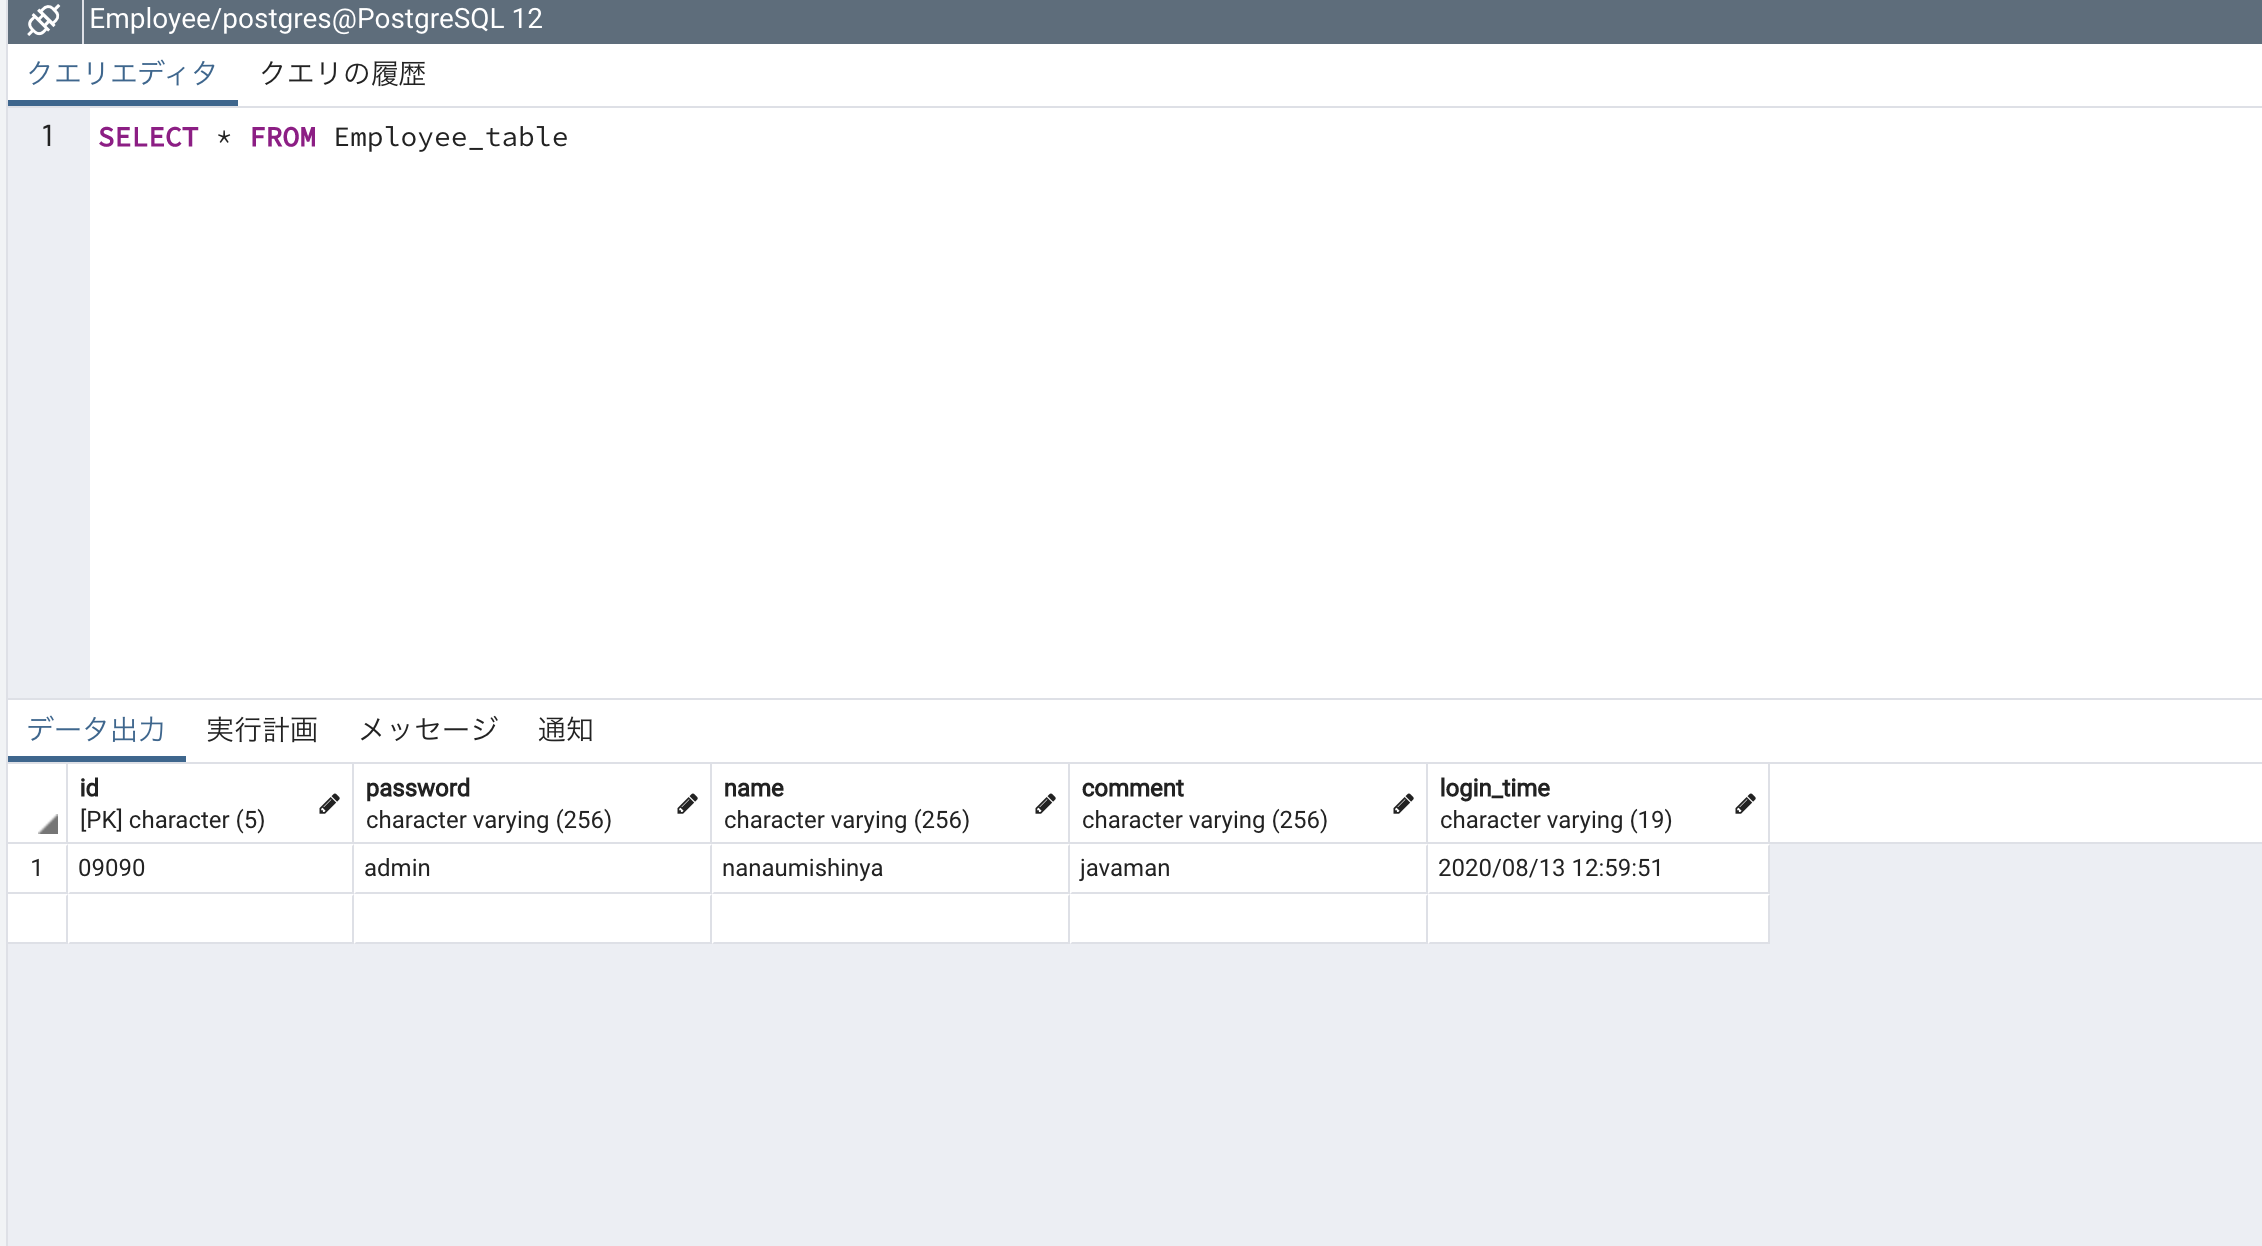 Employee/postgres@PostgreSQL 12
クエリエディタ クエリの履歴
1 SELECT * FROM Employee_table
データ出力 実行計画 メッセージ 通知
id password name comment login_time
[PK] character (5) character varying (256) character varying (256) character varying (256) character varying (19)
1 09090 admin nanaumishinya javaman 2020/08/13 12:59:51